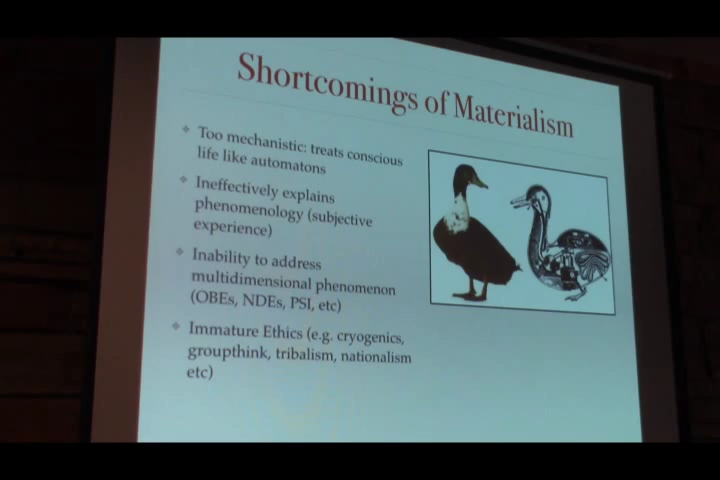 Shortcomings of Materialism
❖ Too mechanistic: treats conscious
life like automatons
❖ Ineffectively explains
phenomenology (subjective
experience)
❖ Inability to address
multidimensional phenomenon
(OBEs, NDEs, PSI, etc)
❖ Immature Ethics (e.g. cryogenics,
groupthink, tribalism, nationalism
etc)